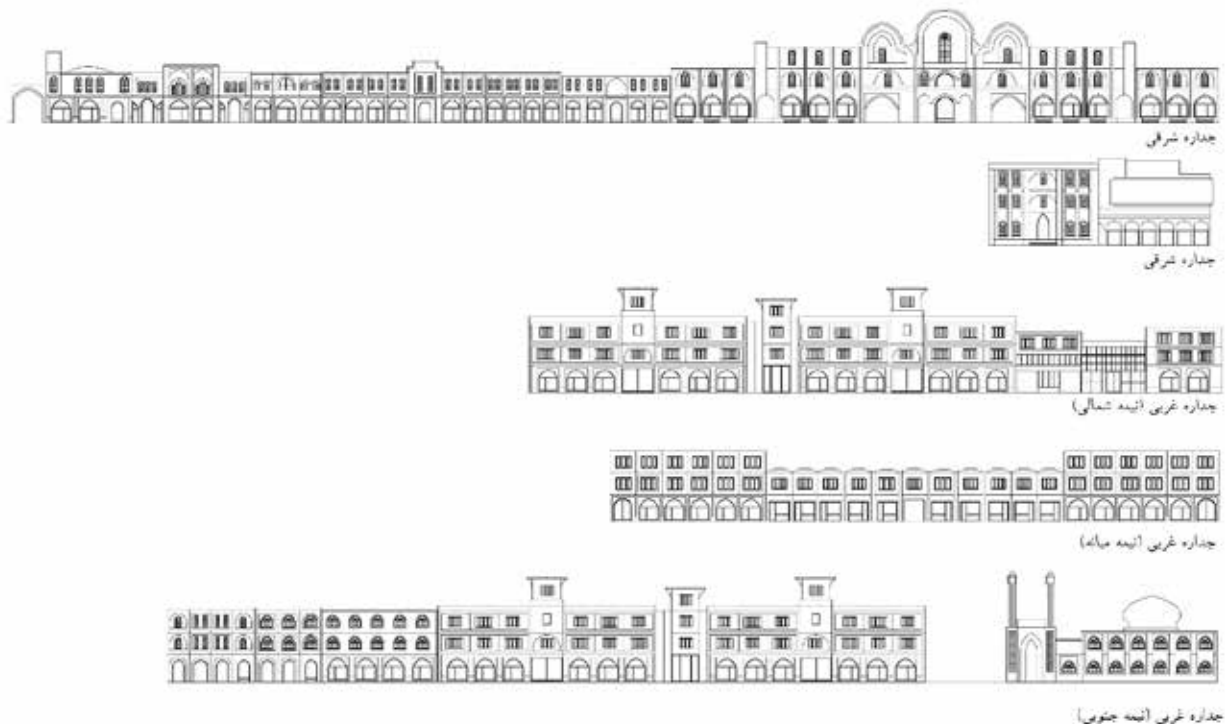 جداره شرقی
جداره شرقی
جداره غربی (نیمه شمالی)
جداره غربی (نیمه میانه)
جداره غربی (نیمه جنوبی)